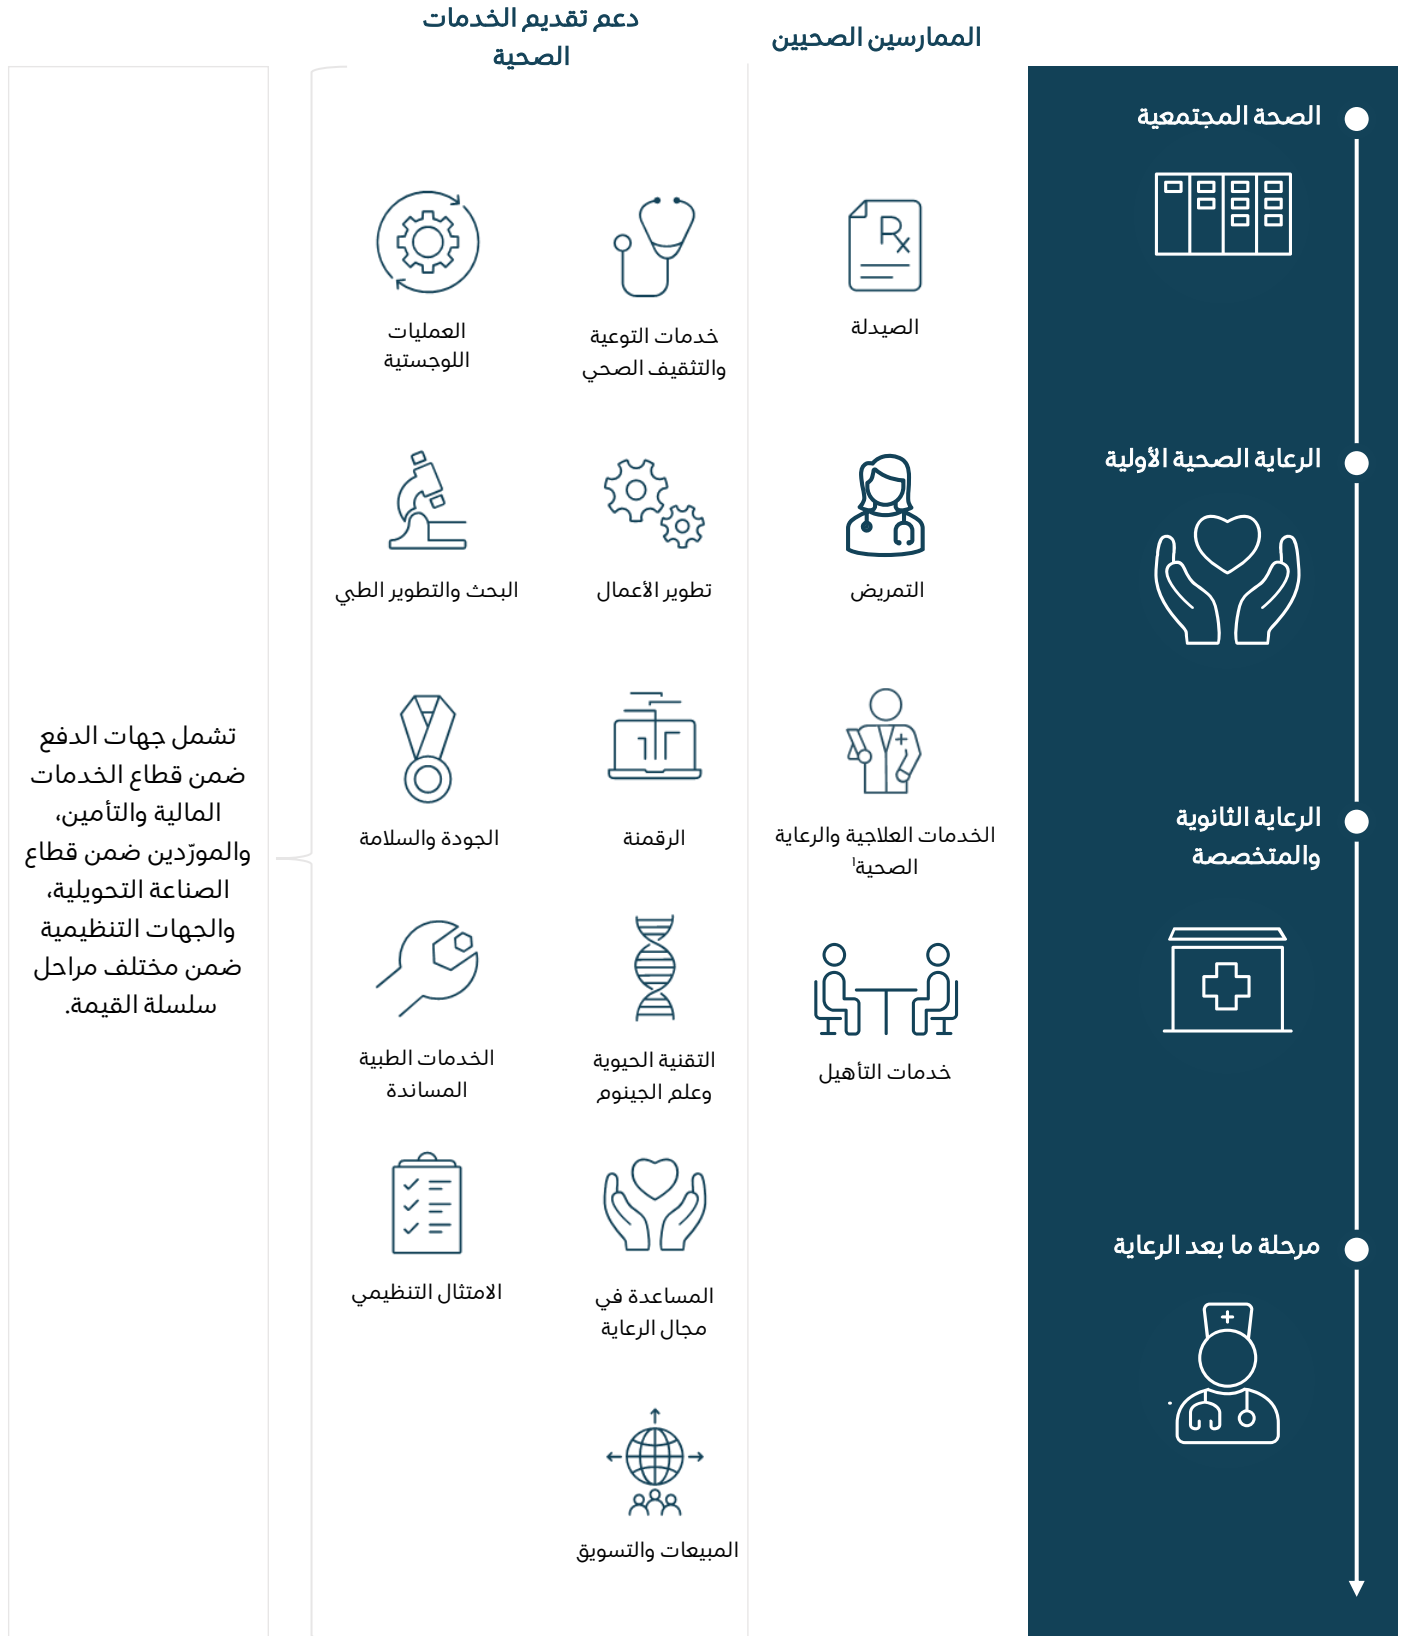 الصحة المجتمعية
الرعاية الصحية الأولية
الرعاية الثانوية
والمتخصصة
مرحلة ما بعد الرعاية
الممارسين الصحيين
الصيدلة
التمريض
الخدمات العلاجية والرعاية
الصحية¹
خدمات التأهيل
دعم تقديم الخدمات
الصحية
خدمات التوعية
والتثقيف الصحي
العمليات
اللوجستية
تطوير الأعمال
البحث والتطوير الطبي
الرقمنة
الجودة والسلامة
التقنية الحيوية
وعلم الجينوم
الخدمات الطبية
المساندة
المساعدة في
مجال الرعاية
الامتثال التنظيمي
المبيعات والتسويق
تشمل جهات الدفع
ضمن قطاع الخدمات
المالية والتأمين،
والمورّدين ضمن قطاع
الصناعة التحويلية،
والجهات التنظيمية
ضمن مختلف مراحل
سلسلة القيمة.